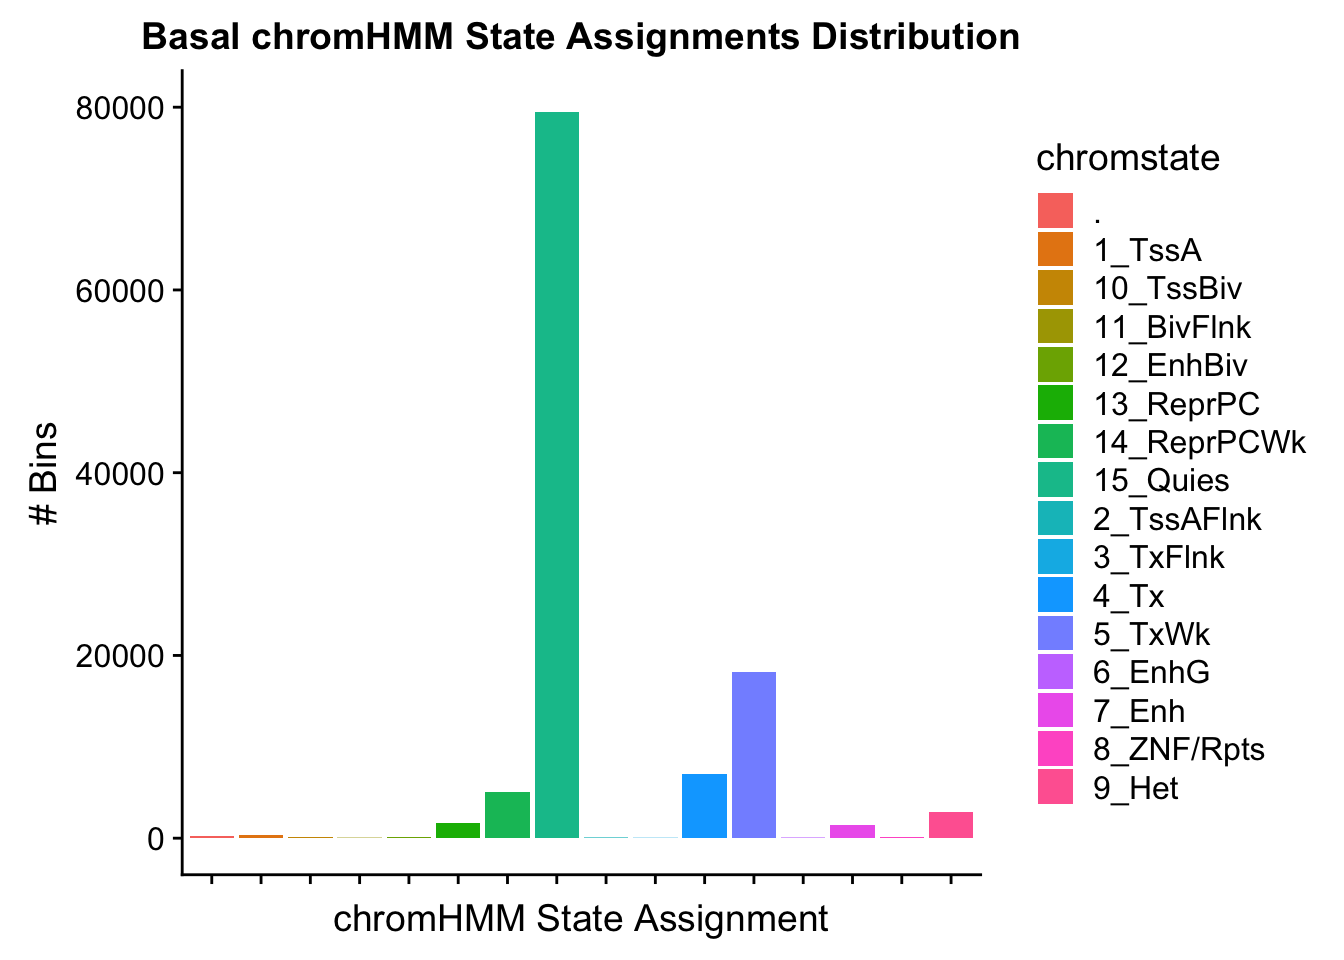 Basal chromHMM State Assignments Distribution
80000
60000
40000
20000
0
# Bins
chromHMM State Assignment
chromstate
.
1_TssA
10_TssBiv
11_BivFlnk
12_EnhBiv
13_ReprPC
14_ReprPCWk
15_Quies
2_TssAFlnk
3_TxFlnk
4_Tx
5_TxWk
6_EnhG
7_Enh
8_ZNF/Rpts
9_Het